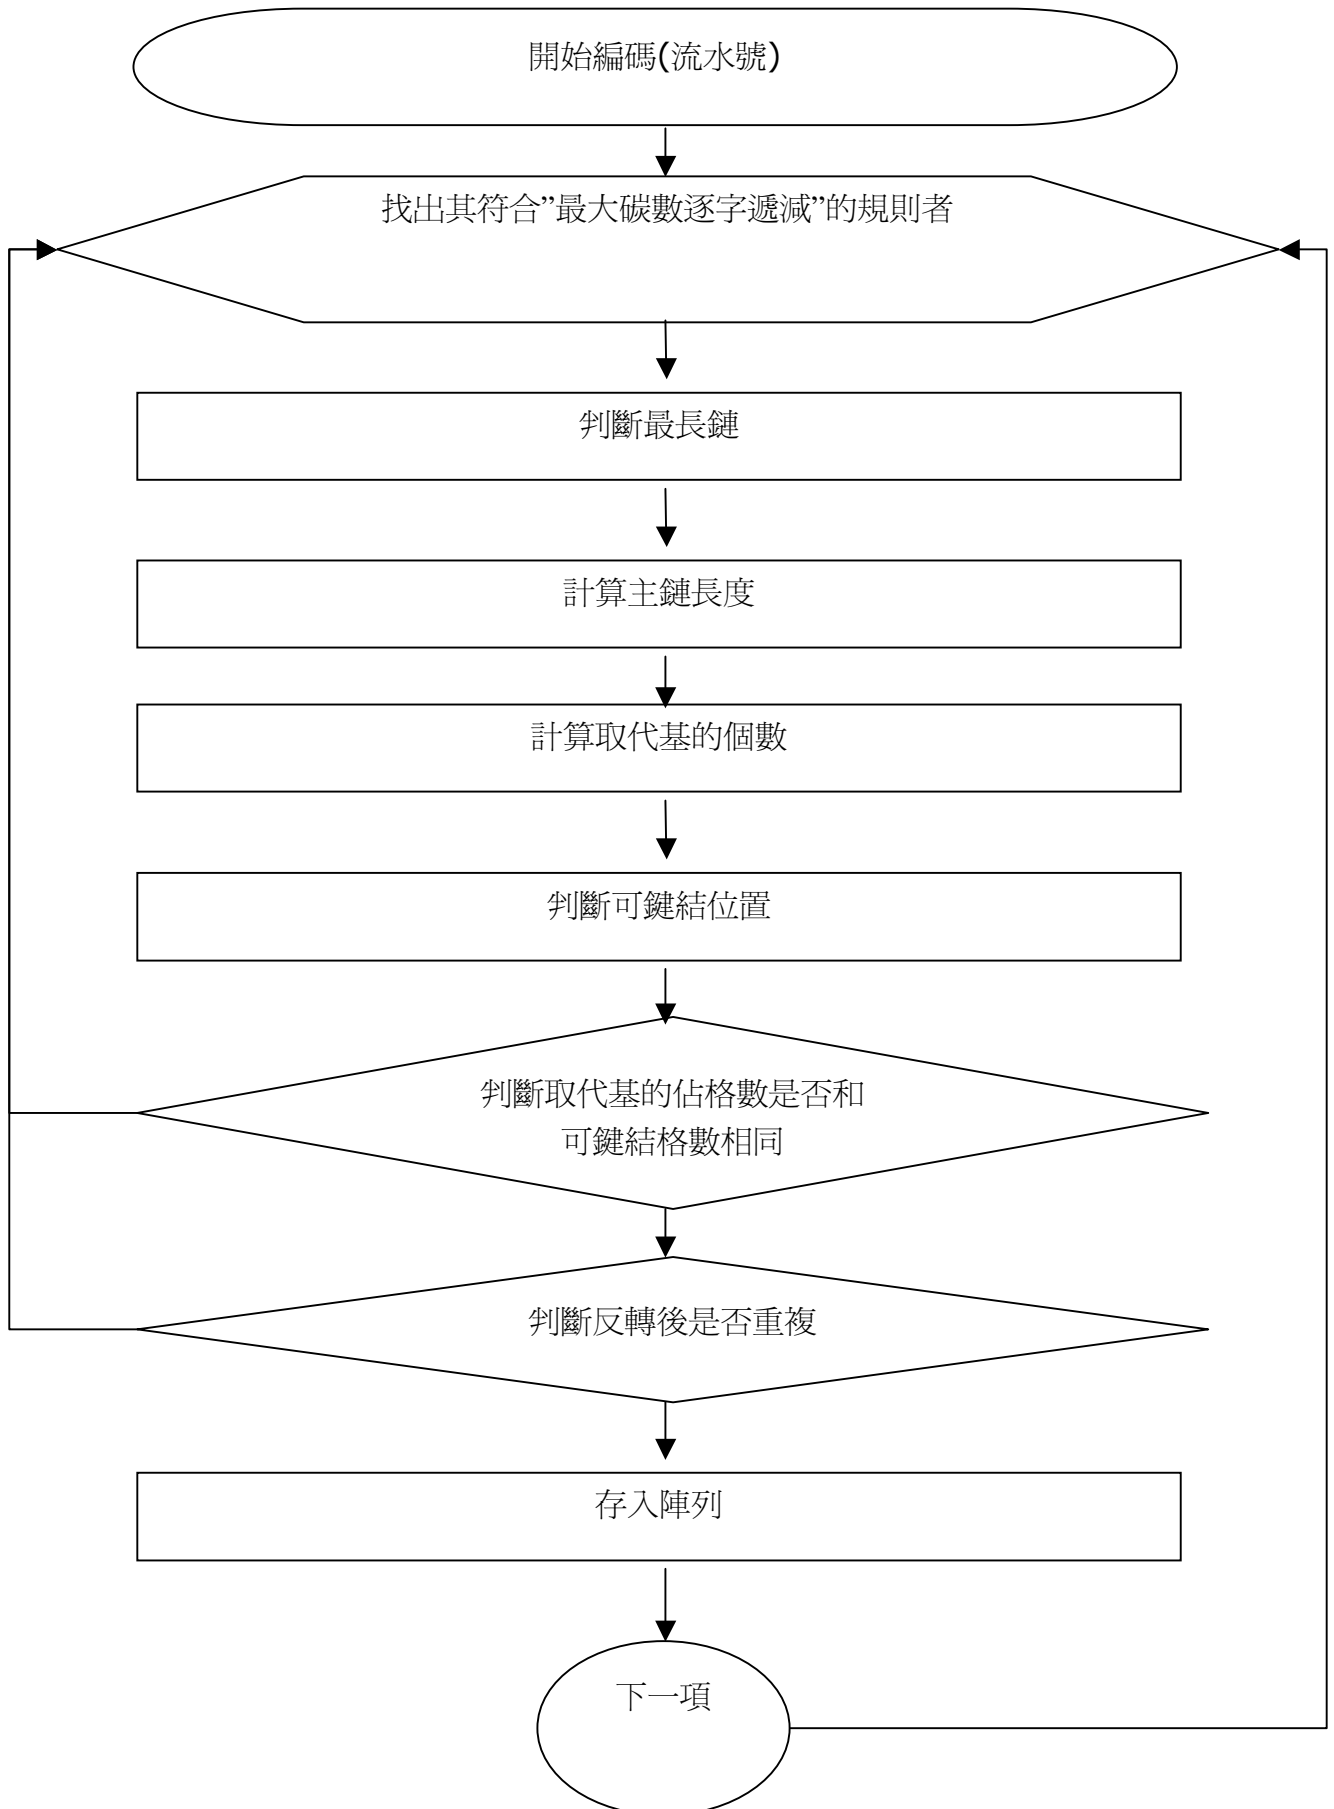 開始編碼(流水號)
找出其符合”最大碳數逐字遞減”的規則者
判斷最長鏈
計算主鏈長度
計算取代基的個數
判斷可鍵結位置
判斷取代基的佔格數是否和
可鍵結格數相同
判斷反轉後是否重複
存入陣列
下一項